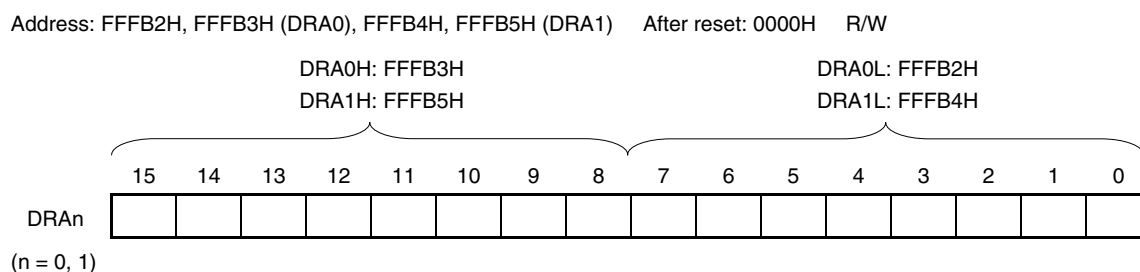 Address: FFFB2H, FFFB3H (DRA0), FFFB4H, FFFB5H (DRA1) After reset: 0000H R/W
DRA0H: FFFB3H DRA0L: FFFB2H
DRA1H: FFFB5H DRA1L: FFFB4H
15 14 13 12 11 10 9 8 7 6 5 4 3 2 1 0
DRAn
(n = 0, 1)